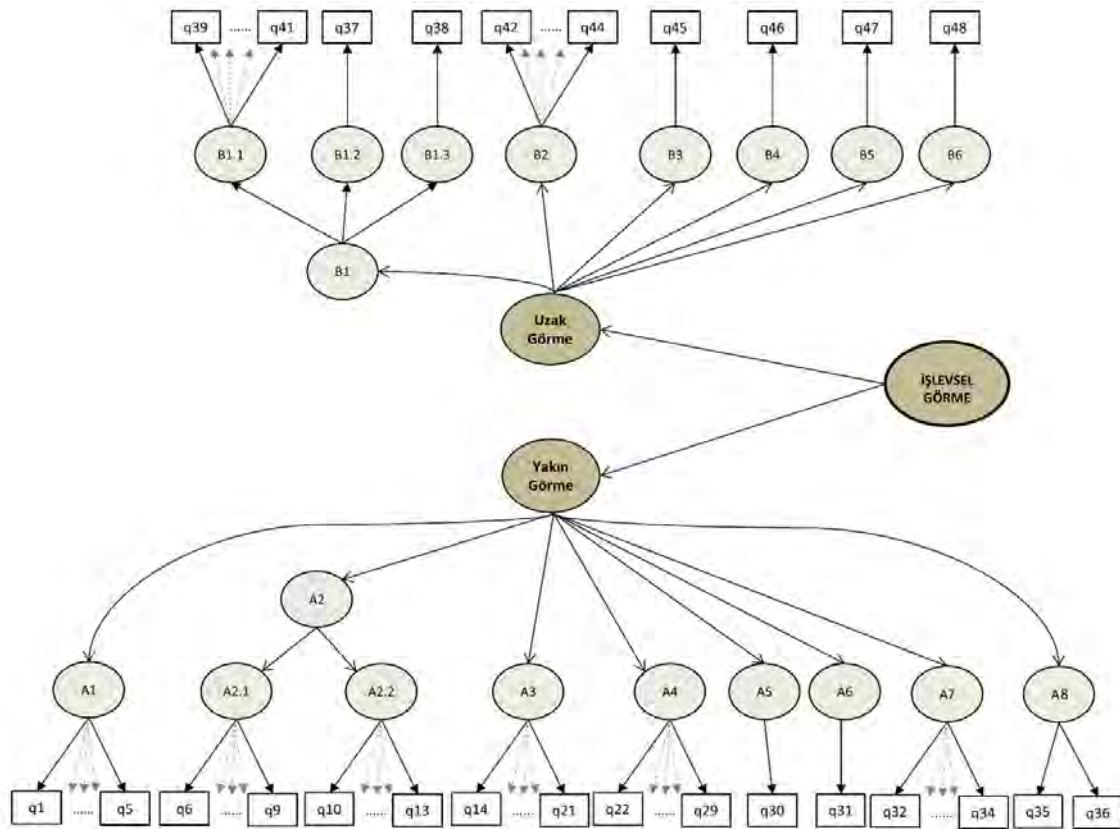 q39 ...... q41 q37 q38 q42 ...... q44 q45 q46 q47 q48
B1.1 B1.2 B1.3 B2 B3 B4 B5 B6
B1
Uzak
Görme
İŞLEVSEL
GÖRME
Yakın
Görme
A2
A1 A2.1 A2.2 A3 A4 A5 A6 A7 A8
q1 ...... q5 q6 ...... q9 q10 ...... q13 q14 ...... q21 q22 ...... q29 q30 q31 q32 ...... q34 q35 q36